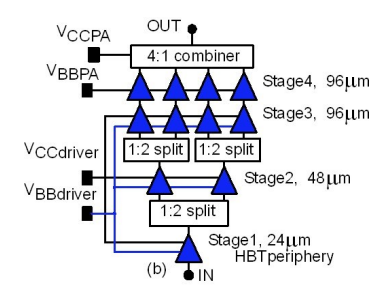 OUT
VCCPA
4:1 combiner
VBBPA
Stage4, 96μm
Stage3, 96μm
1:2 split 1:2 split
VCCdriver
Stage2, 48μm
VBBdriver
1:2 split
Stage1, 24μm
HBTperiphery
(b) IN